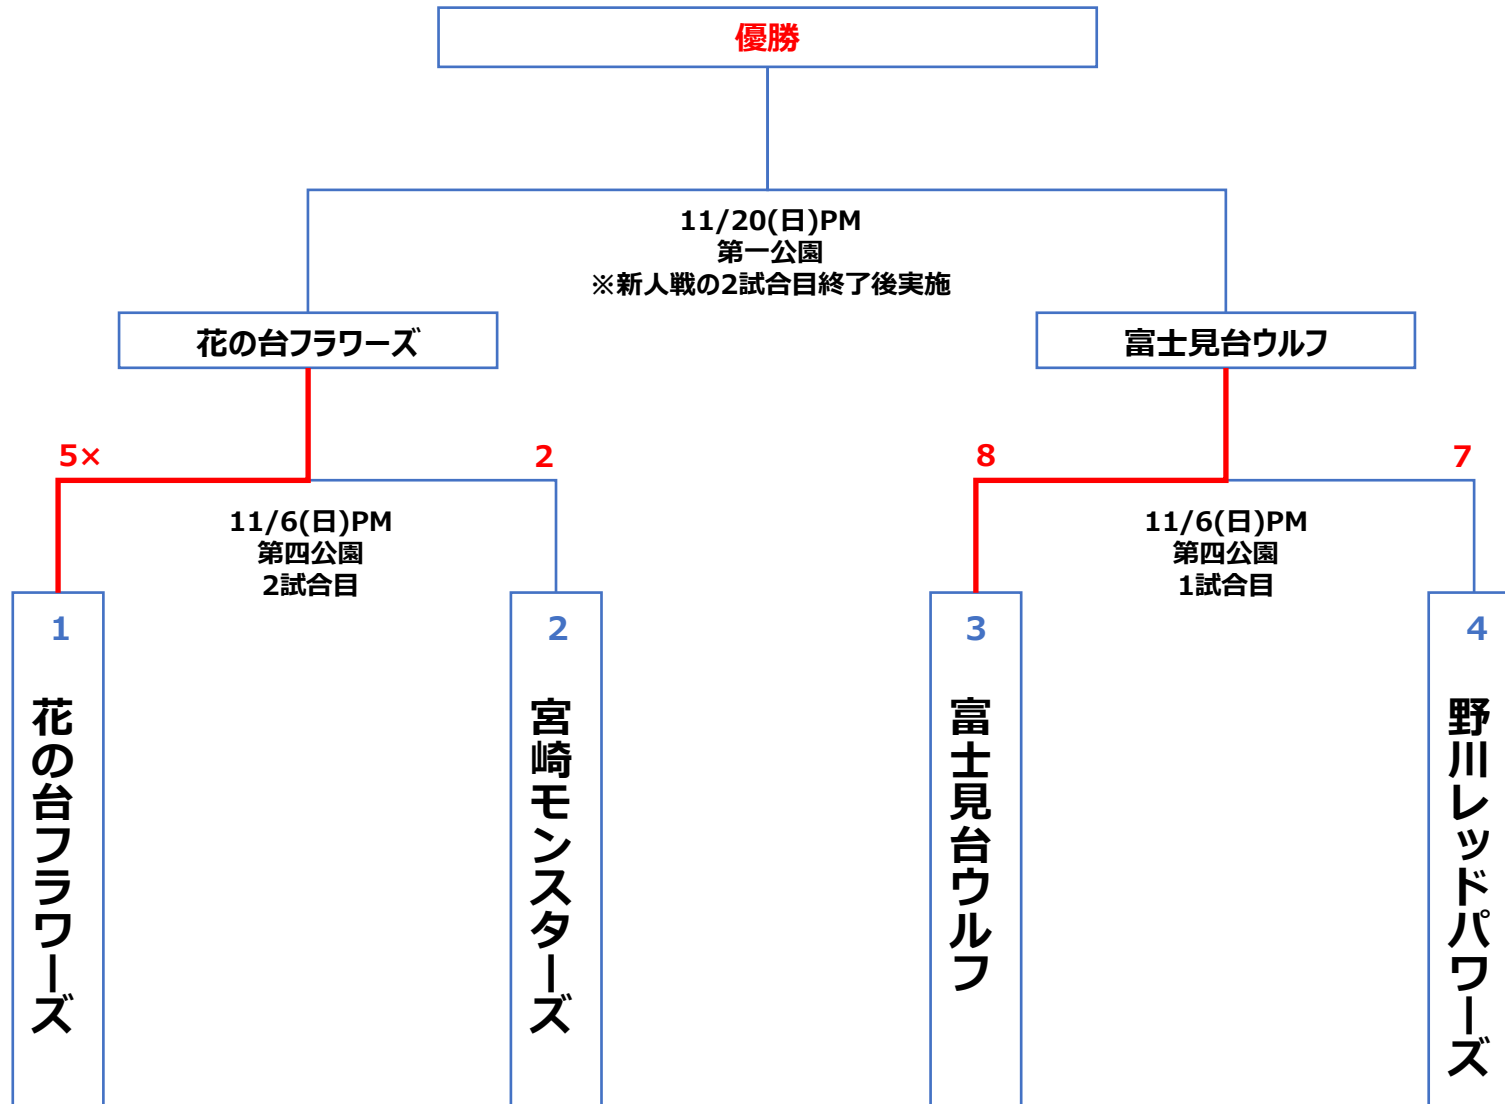 優勝
11/20(日)PM
第一公園
※新人戦の2試合目終了後実施
花の台フラワーズ
富士見台ウルフ
5×
2
8
7
11/6(日)PM
第四公園
2試合目
11/6(日)PM
第四公園
1試合目
1
花の台フラワーズ
2
宮崎モンスターズ
3
富士見台ウルフ
4
野川レッドパワーズ